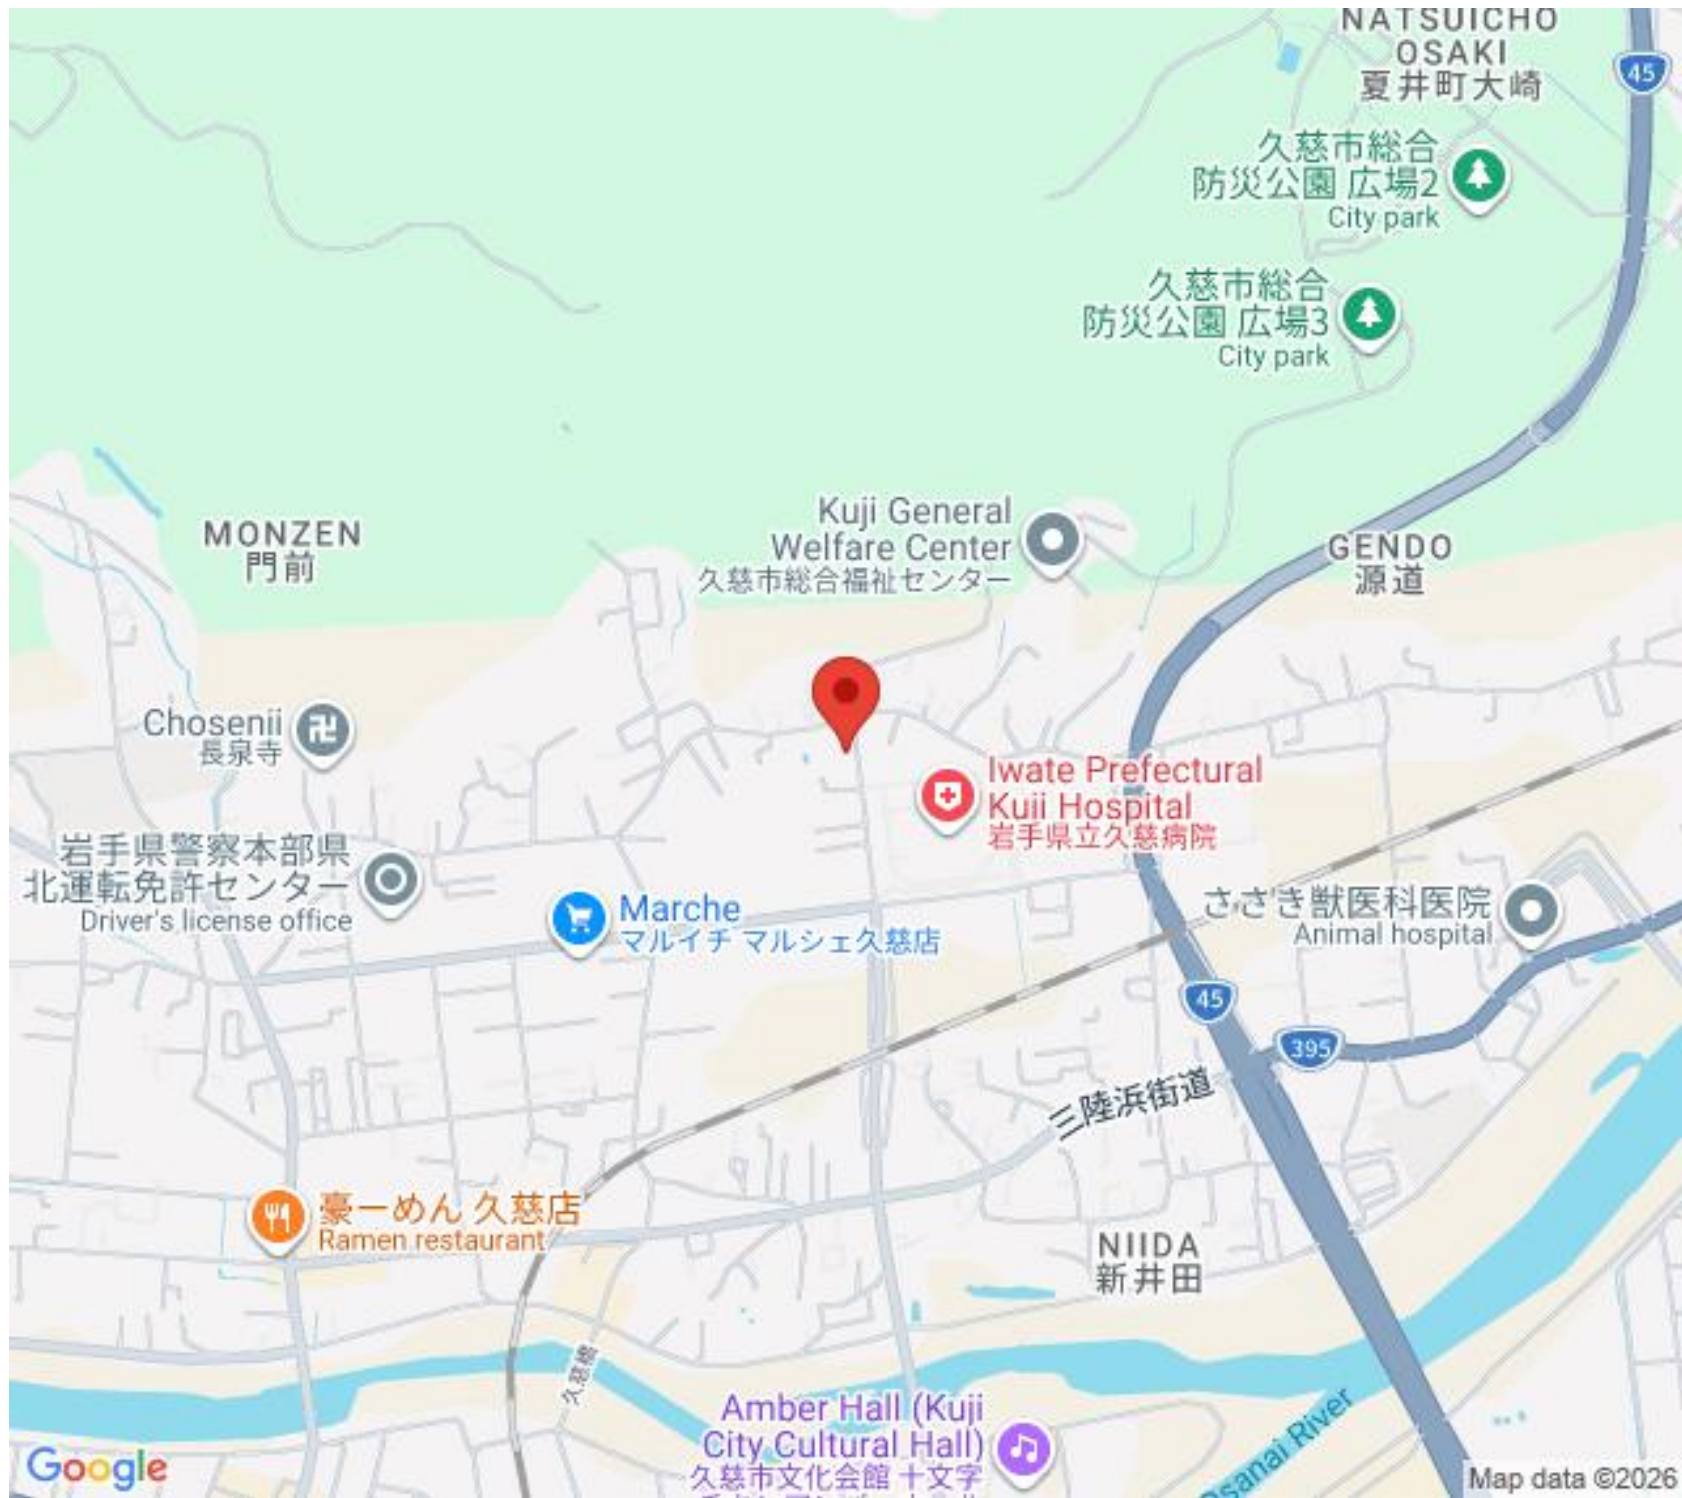 NATSUICHO
OSAKI
夏井町大崎
45
久慈市総合
防災公園 広場2
City park
久慈市総合
防災公園 広場3
City park
Kuji General
Welfare Center
久慈市総合福祉センター
MONZEN
門前
GENDO
源道
Chosenji
長泉寺
Iwate Prefectural
Kuji Hospital
岩手県立久慈病院
岩手県警察本部県
北運転免許センター
Driver's license office
Marche
マルイチ マルシェ久慈店
ささき獣医科医院
Animal hospital
45
395
三陸浜街道
豪ーめん 久慈店
Ramen restaurant
NIIDA
新井田
久慈橋
Amber Hall (Kuji
City Cultural Hall)
久慈市文化会館 十文字
Osanai River
Google
Map data ©2026